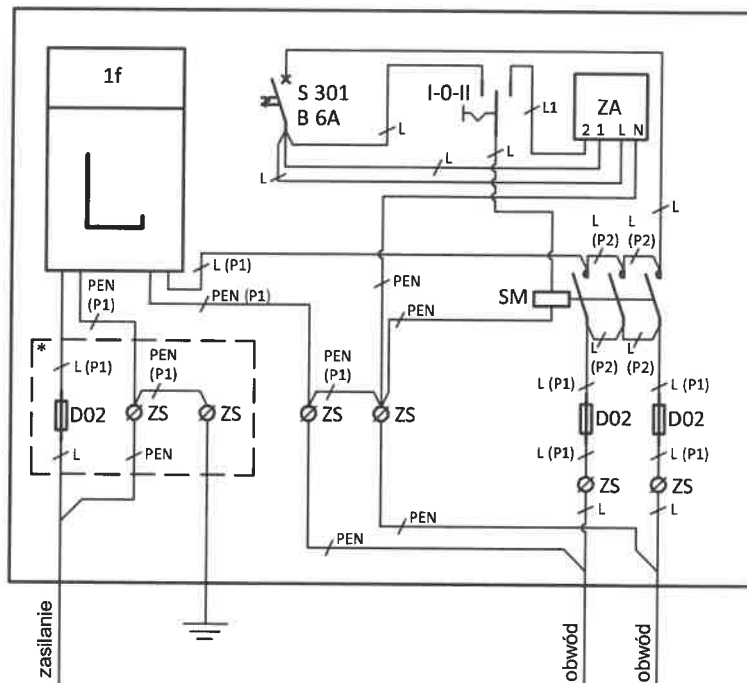 1f
S 301
B 6A
I-0-II
ZA
2 1 L N
L
L1
L
L
L
L
L (P1)
L
(P2)
L
(P2)
PEN
(P1)
PEN (P1)
PEN
SM
PEN
*
L (P1)
PEN
(P1)
PEN
(P1)
L
(P2)
L
(P2)
L (P1)
L (P1)
D02
ZS
ZS
ZS
ZS
D02
D02
L
PEN
L (P1)
L (P1)
ZS
ZS
L
L
PEN
PEN
zasilanie
obwód
obwód